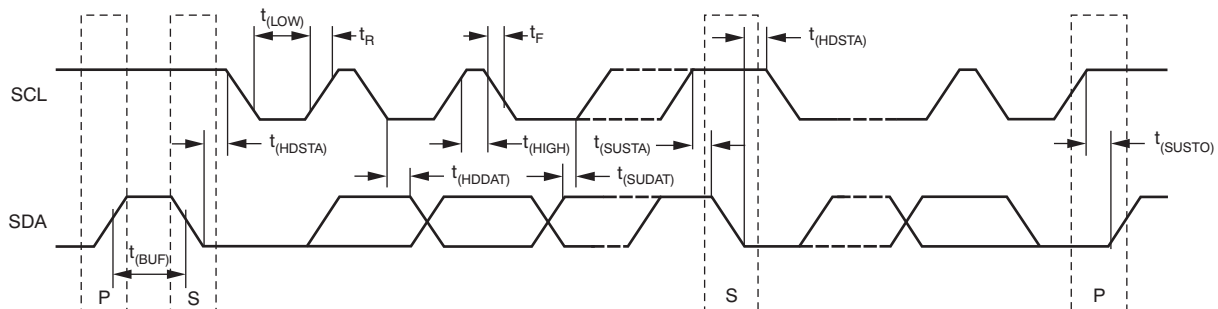 t(LOW)
tR
tF
t(HDSTA)
SCL
t(HDSTA)
t(HIGH)
t(SUSTA)
t(SUSTO)
t(HDDAT)
t(SUDAT)
SDA
t(BUF)
P
S
S
P